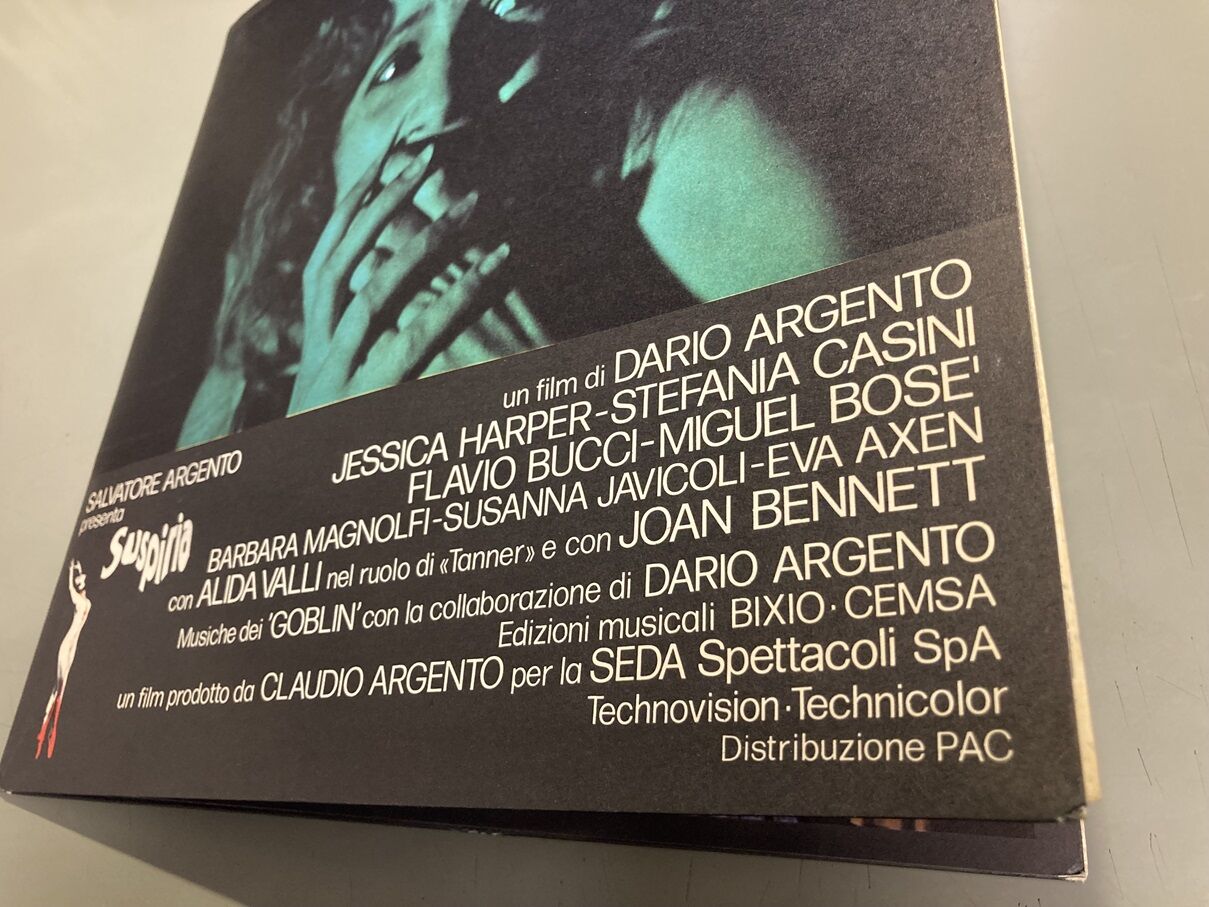 un film di DARIO ARGENTO
JESSICA HARPER-STEFANIA CASINI
FLAVIO BUCCI-MIGUEL BOSE'
BARBARA MAGNOLFI-SUSANNA JAVICOLI-EVA AXEN
con ALIDA VALLI nel ruolo di «Tanner» e con JOAN BENNETT
Musiche dei 'GOBLIN' con la collaborazione di DARIO ARGENTO
Edizioni musicali BIXIO·CEMSA
un film prodotto da CLAUDIO ARGENTO per la SEDA Spettacoli SpA
Technovision·Technicolor
Distribuzione PAC
SALVATORE ARGENTO
presenta
Suspiria